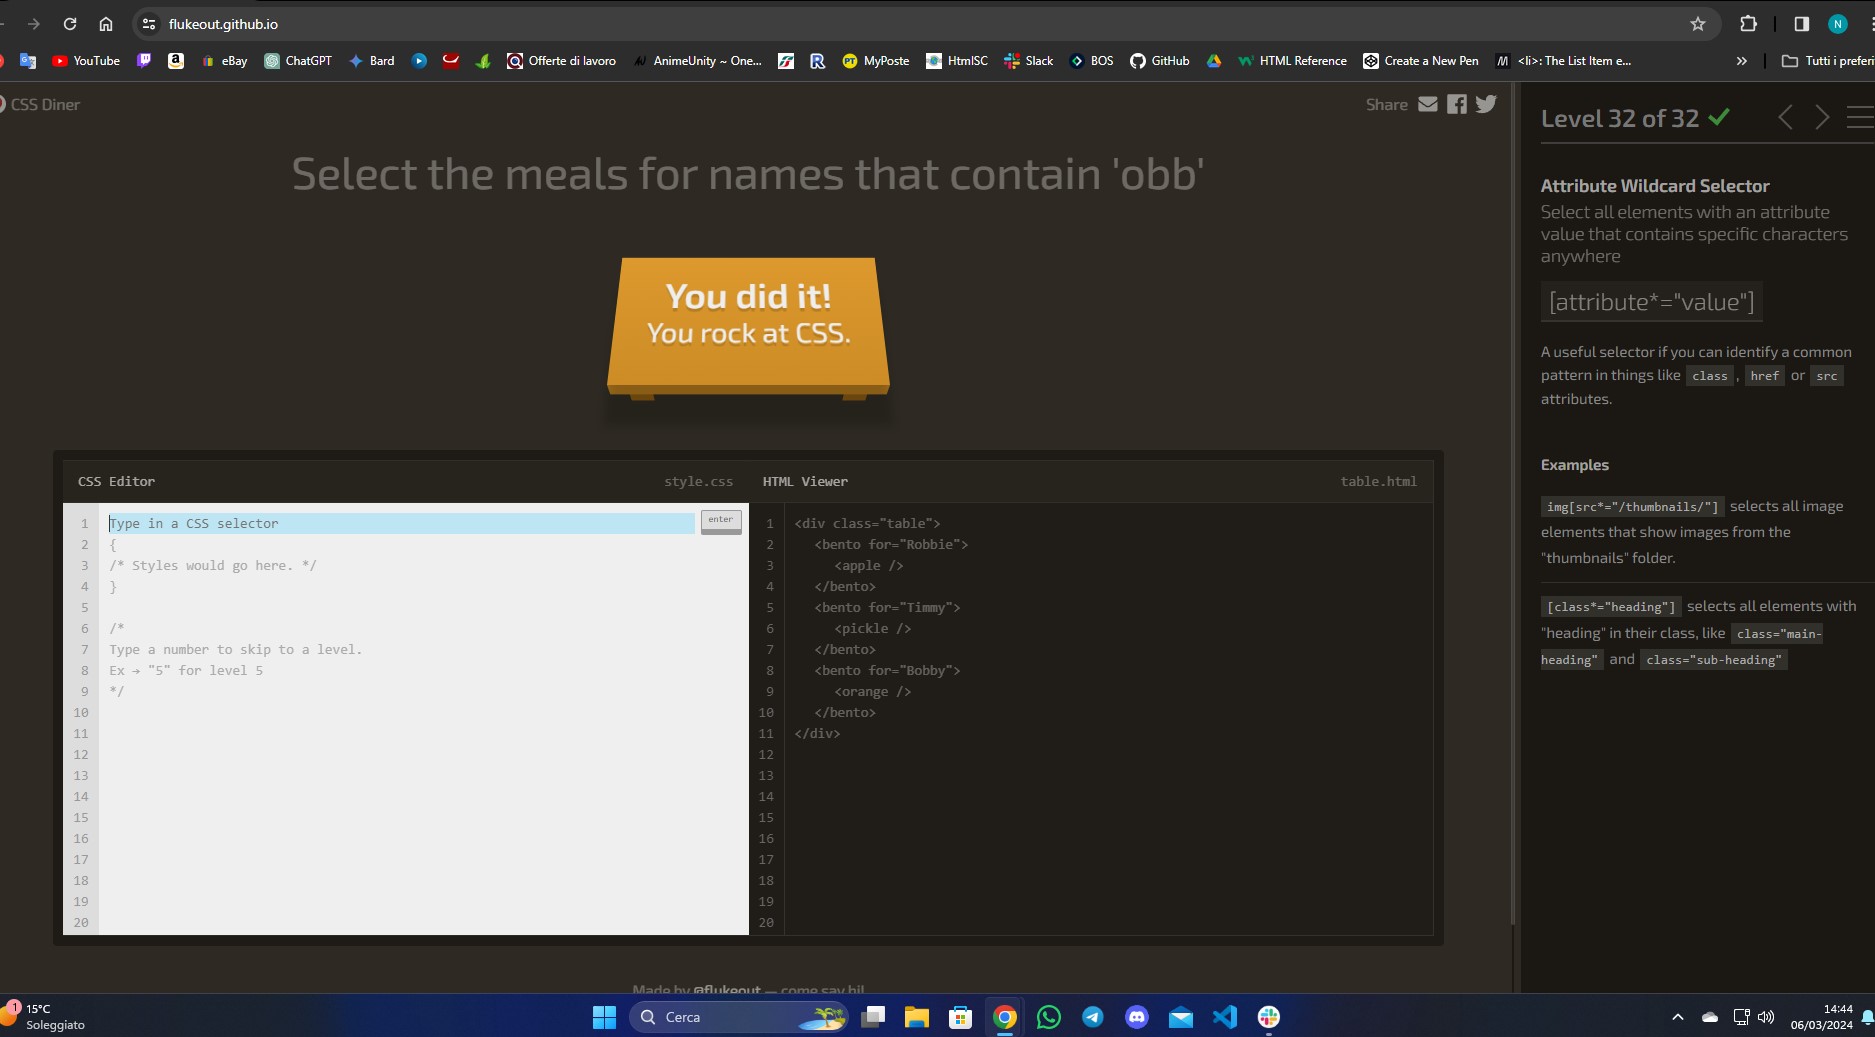 flukeout.github.io
N
YouTube
a
eBay
ChatGPT
Bard
Offerte di lavoro
AnimeUnity ~ One...
R
PT MyPoste
HtmlSC
Slack
BOS
GitHub
HTML Reference
Create a New Pen
<li>: The List Item e...
»
Tutti i preferi
CSS Diner
Share
Select the meals for names that contain 'obb'
You did it!
You rock at CSS.
CSS Editor
style.css
1 Type in a CSS selector
enter
2 {
3 /* Styles would go here. */
4 }
5
6 /*
7 Type a number to skip to a level.
8 Ex → "5" for level 5
9 */
10
11
12
13
14
15
16
17
18
19
20
HTML Viewer
table.html
1 <div class="table">
2 <bento for="Robbie">
3 <apple />
4 </bento>
5 <bento for="Timmy">
6 <pickle />
7 </bento>
8 <bento for="Bobby">
9 <orange />
10 </bento>
11 </div>
12
13
14
15
16
17
18
19
20
Made by @flukeout — come say hi!
Level 32 of 32
Attribute Wildcard Selector
Select all elements with an attribute
value that contains specific characters
anywhere
[attribute*="value"]
A useful selector if you can identify a common
pattern in things like class, href or src
attributes.
Examples
img[src*="/thumbnails/"] selects all image
elements that show images from the
"thumbnails" folder.
[class*="heading"] selects all elements with
"heading" in their class, like class="main-
heading" and class="sub-heading"
1
15°C
Soleggiato
Cerca
14:44
06/03/2024